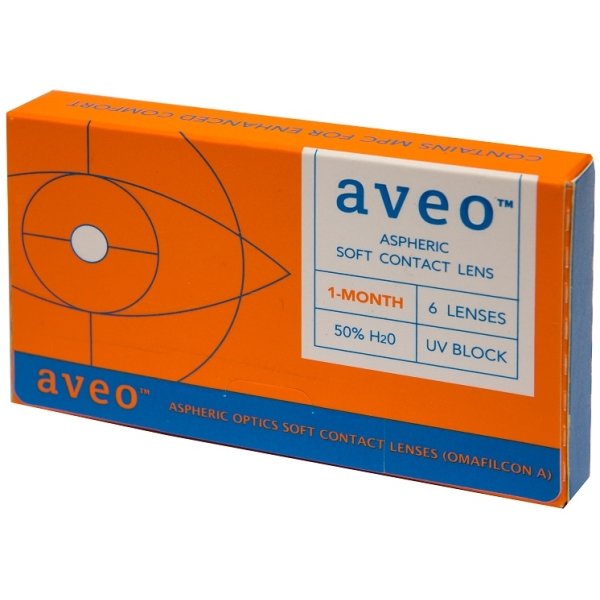 CONTAINS MPC FOR ENHANCED COMFORT
aveo™
ASPHERIC
SOFT CONTACT LENS
1-MONTH
6 LENSES
50% H2O
UV BLOCK
aveo™
ASPHERIC OPTICS SOFT CONTACT LENSES (OMAFILCON A)